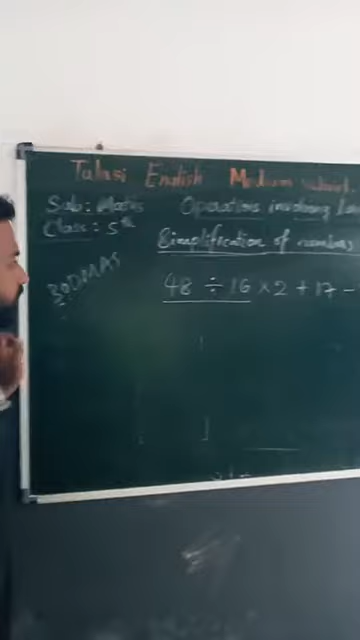 Tulasi English Medium
Sub: Maths Operations involving
Class: 5th
Simplification of numbers
BODMAS
48 ÷ 16 × 2 + 17 -